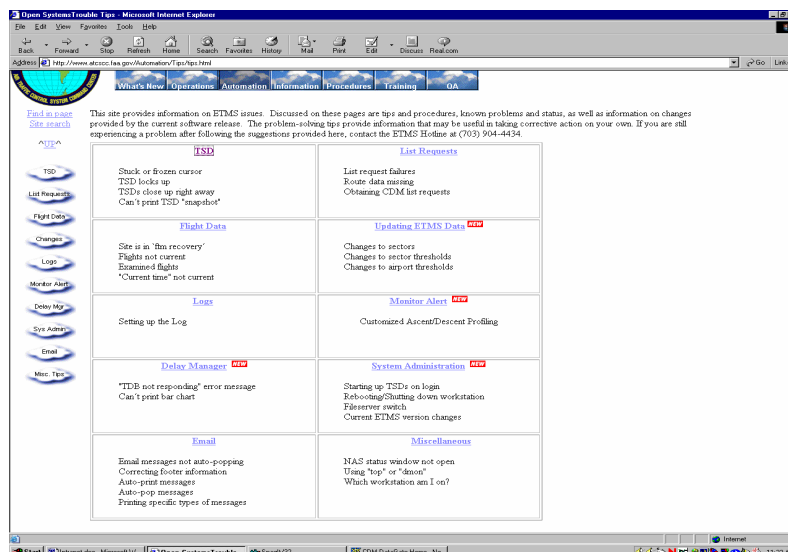 Open SystemsTrouble Tips - Microsoft Internet Explorer
File Edit View Favorites Tools Help
Back Forward Stop Refresh Home Search Favorites History Mail Print Edit Discuss Real.com
Address http://www.atcscc.faa.gov/Automation/Tips/tips.html Go Links
AIR TRAFFIC CONTROL SYSTEM COMMAND CENTER
What's New Operations Automation Information Procedures Training QA
Find in page
Site search
^UP^
This site provides information on ETMS issues. Discussed on these pages are tips and procedures, known problems and status, as well as information on changes
provided by the current software release. The problem-solving tips provide information that may be useful in taking corrective action on your own. If you are still
experiencing a problem after following the suggestions provided here, contact the ETMS Hotline at (703) 904-4434.
TSD
List Requests
Flight Data
Changes
Logs
Monitor Alert
Delay Mgr
Sys Admin
Email
Misc. Tips
TSD
Stuck or frozen cursor
TSD locks up
TSDs close up right away
Can't print TSD "snapshot"
List Requests
List request failures
Route data missing
Obtaining CDM list requests
Flight Data
Site is in `ftm recovery´
Flights not current
Examined flights
"Current time" not current
Updating ETMS Data NEW
Changes to sectors
Changes to sector thresholds
Changes to airport thresholds
Logs
Setting up the Log
Monitor Alert NEW
Customized Ascent/Descent Profiling
Delay Manager NEW
"TDB not responding" error message
Can't print bar chart
System Administration NEW
Starting up TSDs on login
Rebooting/Shutting down workstation
Fileserver switch
Current ETMS version changes
Email
Email messages not auto-popping
Correcting footer information
Auto-print messages
Auto-pop messages
Printing specific types of messages
Miscellaneous
NAS status window not open
Using "top" or "dmon"
Which workstation am I on?
Internet
Start Open SystemsTrouble